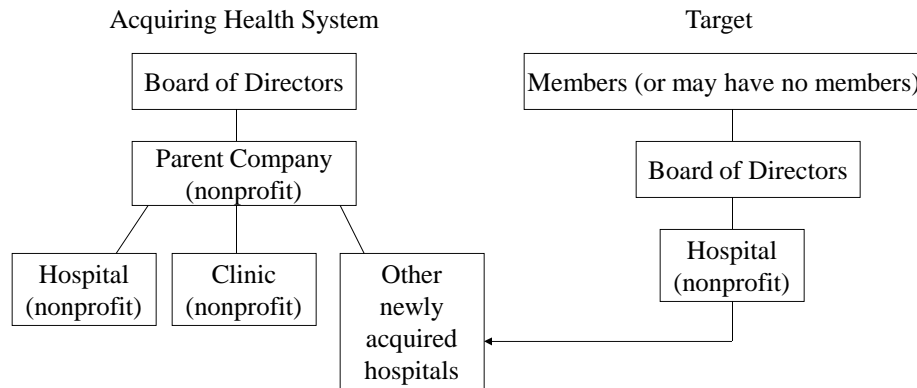 Acquiring Health System
Target
Board of Directors
Members (or may have no members)
Parent Company
(nonprofit)
Board of Directors
Hospital
(nonprofit)
Clinic
(nonprofit)
Other
newly
acquired
hospitals
Hospital
(nonprofit)